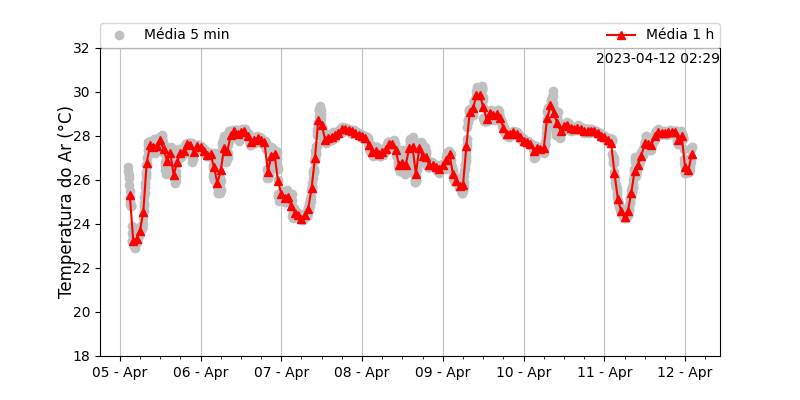 Média 5 min
Média 1 h
2023-04-12 02:29
Temperatura do Ar (°C)
32
30
28
26
24
22
20
18
05 - Apr
06 - Apr
07 - Apr
08 - Apr
09 - Apr
10 - Apr
11 - Apr
12 - Apr